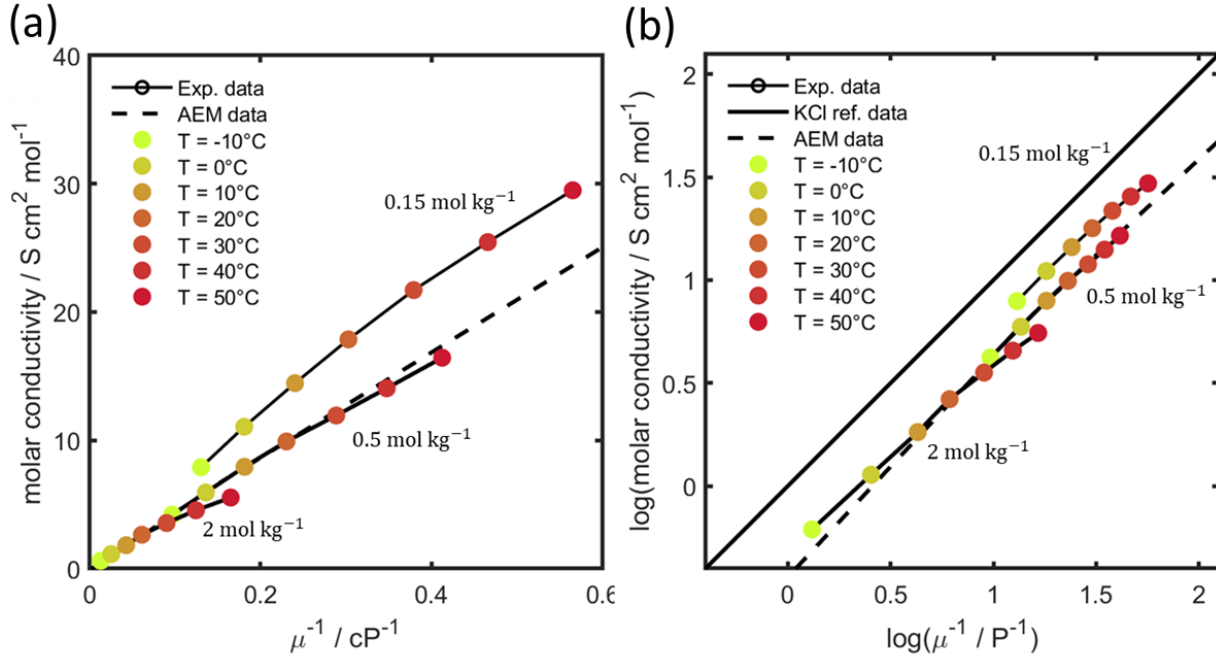 (a)
40
30
20
10
0
0
0.2
0.4
0.6
molar conductivity / S cm² mol⁻¹
μ⁻¹ / cP⁻¹
Exp. data
AEM data
T = -10°C
T = 0°C
T = 10°C
T = 20°C
T = 30°C
T = 40°C
T = 50°C
0.15 mol kg⁻¹
0.5 mol kg⁻¹
2 mol kg⁻¹
(b)
2
1.5
1
0.5
0
0
0.5
1
1.5
2
log(molar conductivity / S cm² mol⁻¹)
log(μ⁻¹ / P⁻¹)
Exp. data
KCl ref. data
AEM data
T = -10°C
T = 0°C
T = 10°C
T = 20°C
T = 30°C
T = 40°C
T = 50°C
0.15 mol kg⁻¹
0.5 mol kg⁻¹
2 mol kg⁻¹